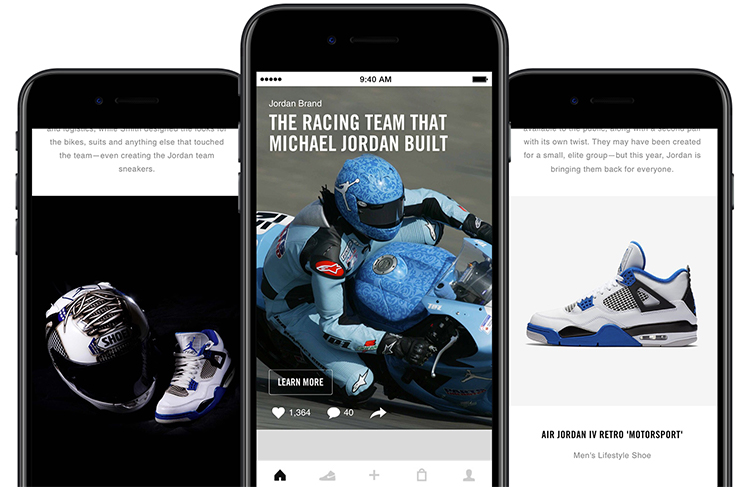 and logistics, while Smith designed the looks for
the bikes, suits and anything else that touched
the team—even creating the Jordan team
sneakers.
SHOEI
9:40 AM
Jordan Brand
THE RACING TEAM THAT
MICHAEL JORDAN BUILT
LEARN MORE
1,364
40
available to the public, along with a second pair
with its own twist. They may have been created
for a small, elite group—but this year, Jordan is
bringing them back for everyone.
AIR JORDAN IV RETRO 'MOTORSPORT'
Men's Lifestyle Shoe